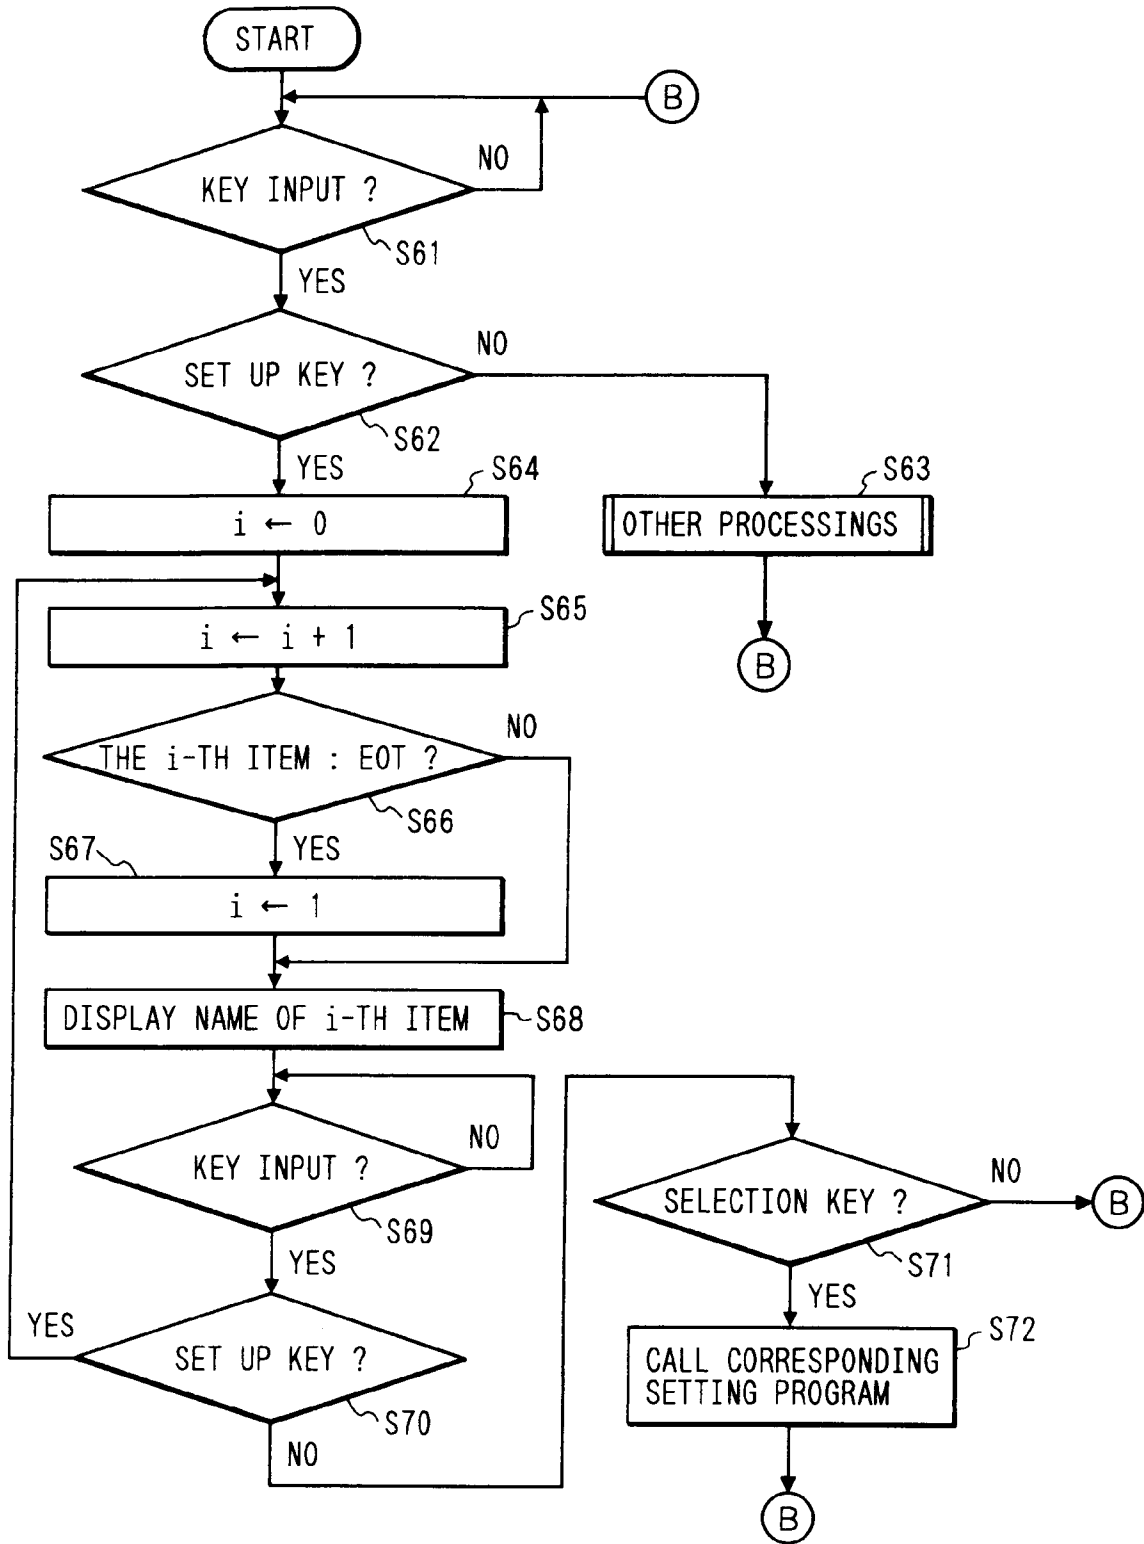 START
B
KEY INPUT ?
NO
S61
YES
SET UP KEY ?
NO
S62
YES
S64
i ← 0
S63
OTHER PROCESSINGS
B
S65
i ← i + 1
THE i-TH ITEM : EOT ?
NO
S66
YES
S67
i ← 1
DISPLAY NAME OF i-TH ITEM
S68
KEY INPUT ?
NO
S69
YES
SET UP KEY ?
YES
S70
NO
SELECTION KEY ?
NO
B
S71
YES
S72
CALL CORRESPONDING
SETTING PROGRAM
B